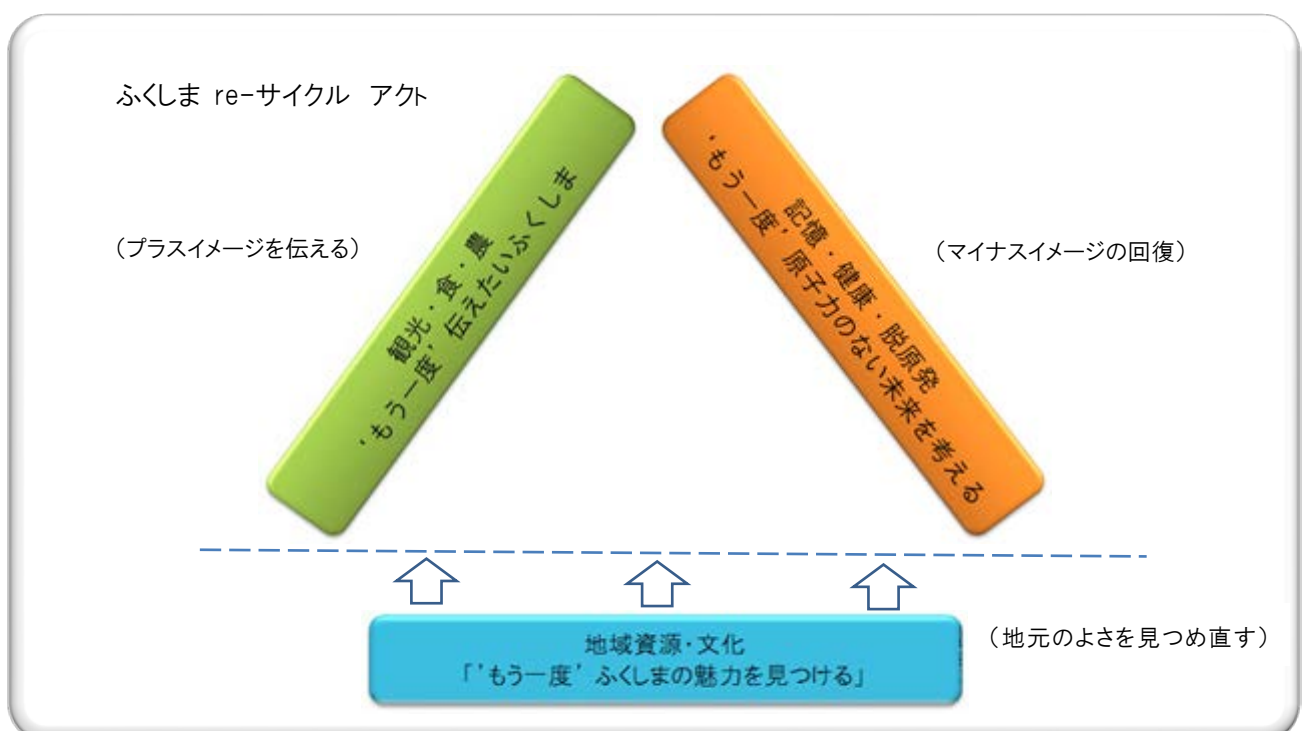 ふくしま re-サイクル アクト
（プラスイメージを伝える）
観光・食・農
‘もう一度’ 伝えたいふくしま
記憶・健康・脱原発
‘もう一度’ 原子力のない未来を考える
（マイナスイメージの回復）
地域資源・文化
「’もう一度’ ふくしまの魅力を見つける」
（地元のよさを見つめ直す）